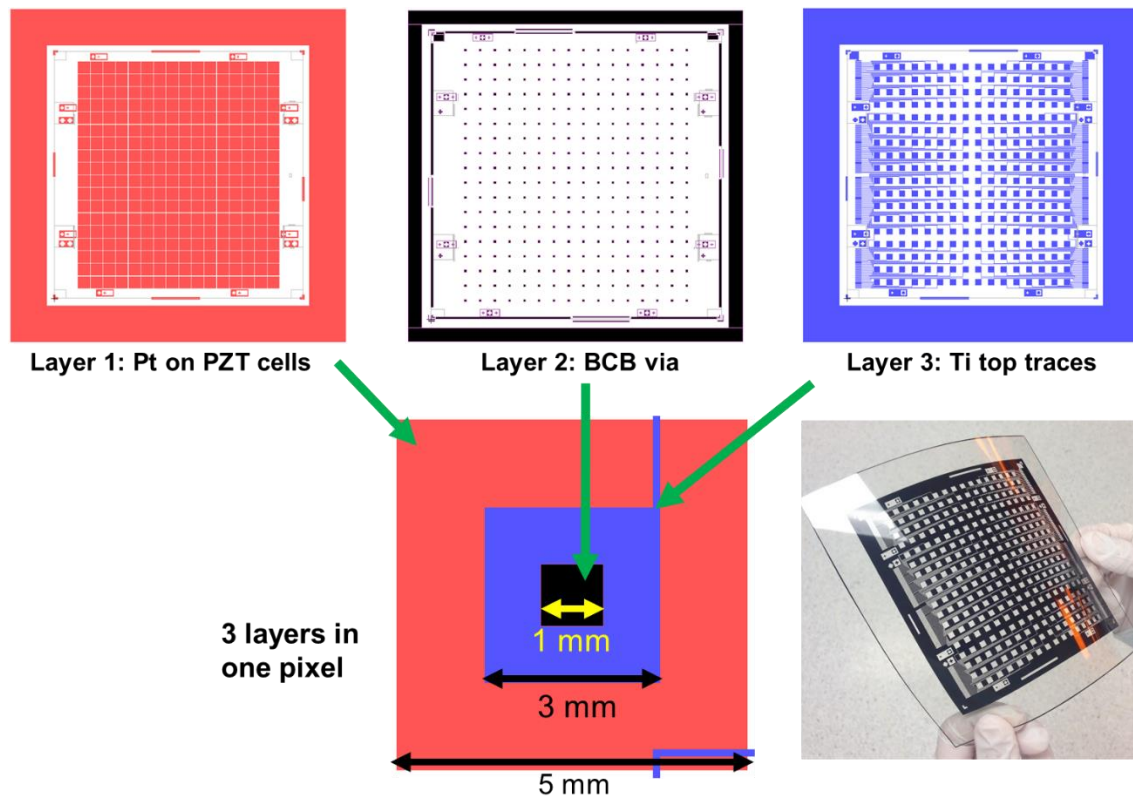 Layer 1: Pt on PZT cells
Layer 2: BCB via
Layer 3: Ti top traces
3 layers in
one pixel
1 mm
3 mm
5 mm